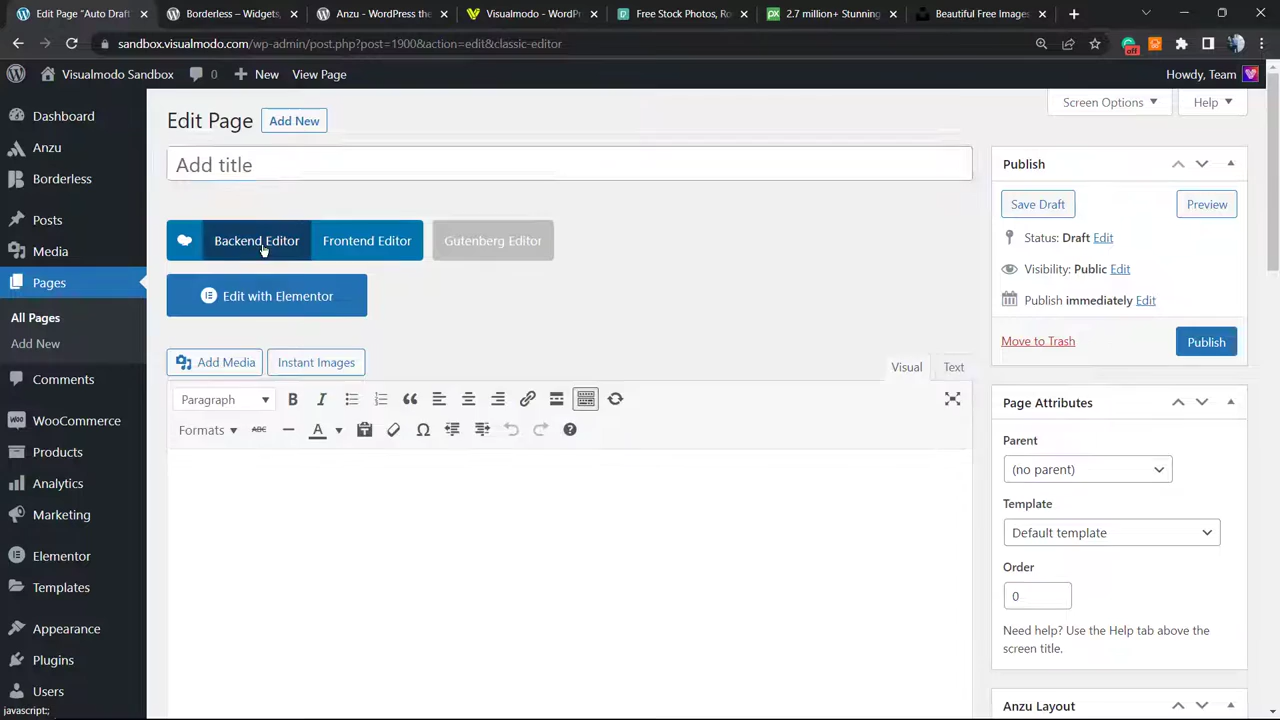 Edit Page “Auto Draft
Borderless – Widgets,
Anzu - WordPress the
Visualmodo - WordP
Free Stock Photos, Ro
2.7 million+ Stunning
Beautiful Free Images
sandbox.visualmodo.com/wp-admin/post.php?post=1900&action=edit&classic-editor
off
Visualmodo Sandbox
0
New
View Page
Howdy, Team
Dashboard
Anzu
Borderless
Posts
Media
Pages
All Pages
Add New
Comments
WooCommerce
Products
Analytics
Marketing
Elementor
Templates
Appearance
Plugins
Users
javascript:;
Screen Options
Help
Edit Page
Add New
Add title
Backend Editor
Frontend Editor
Gutenberg Editor
Edit with Elementor
Add Media
Instant Images
Visual
Text
Paragraph
B
I
Formats
ABC
A
Publish
Save Draft
Preview
Status: Draft Edit
Visibility: Public Edit
Publish immediately Edit
Move to Trash
Publish
Page Attributes
Parent
(no parent)
Template
Default template
Order
0
Need help? Use the Help tab above the
screen title.
Anzu Layout